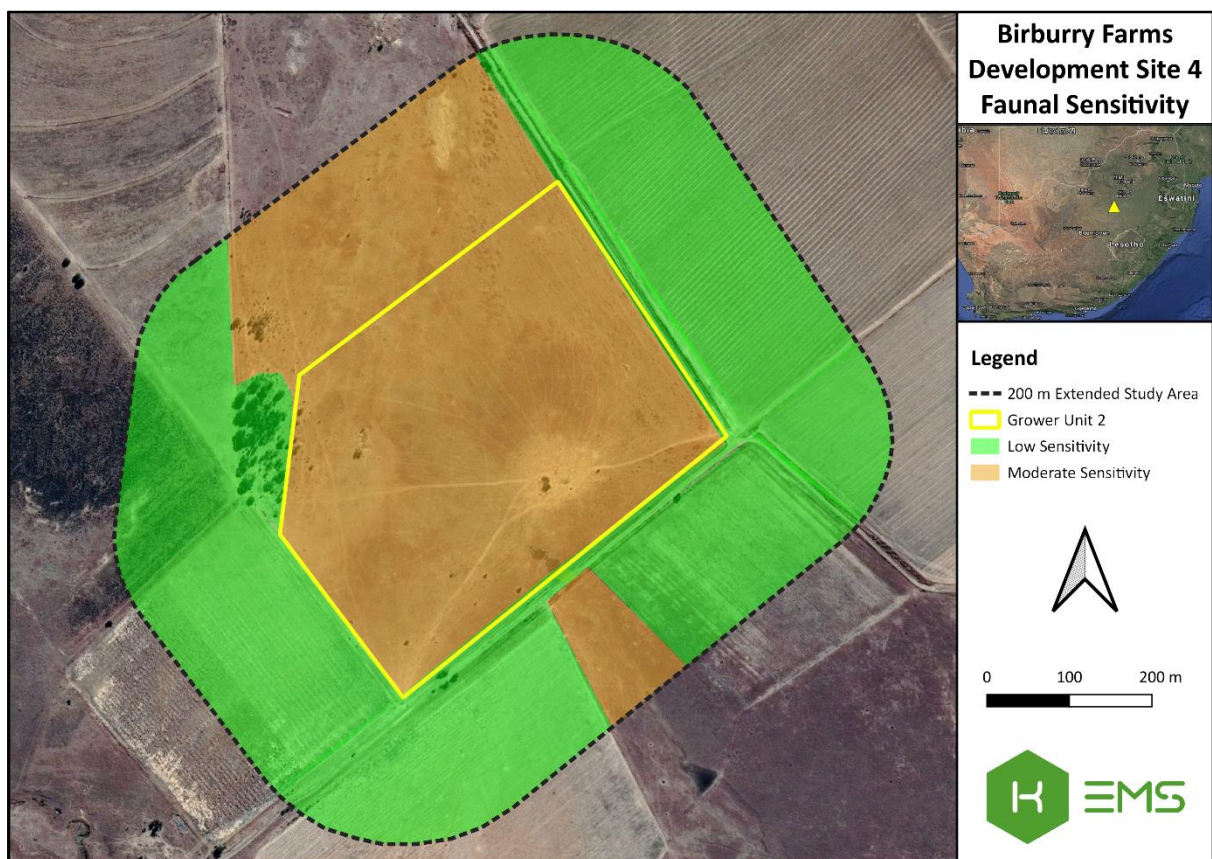 Birburry Farms
Development Site 4
Faunal Sensitivity
Eswatini
Lesotho
Legend
200 m Extended Study Area
Grower Unit 2
Low Sensitivity
Moderate Sensitivity
0 100 200 m
K EMS